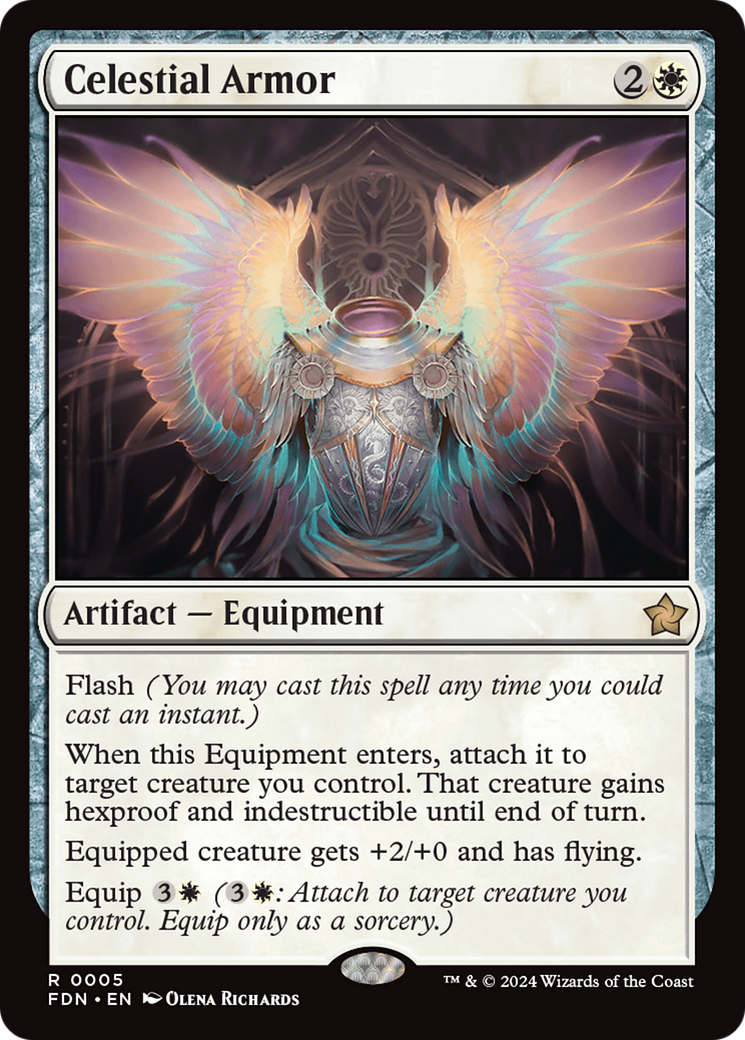 Celestial Armor 2
Artifact — Equipment
Flash (You may cast this spell any time you could
cast an instant.)
When this Equipment enters, attach it to
target creature you control. That creature gains
hexproof and indestructible until end of turn.
Equipped creature gets +2/+0 and has flying.
Equip 3 (3: Attach to target creature you
control. Equip only as a sorcery.)
R 0005
FDN • EN Olena Richards
™ & © 2024 Wizards of the Coast